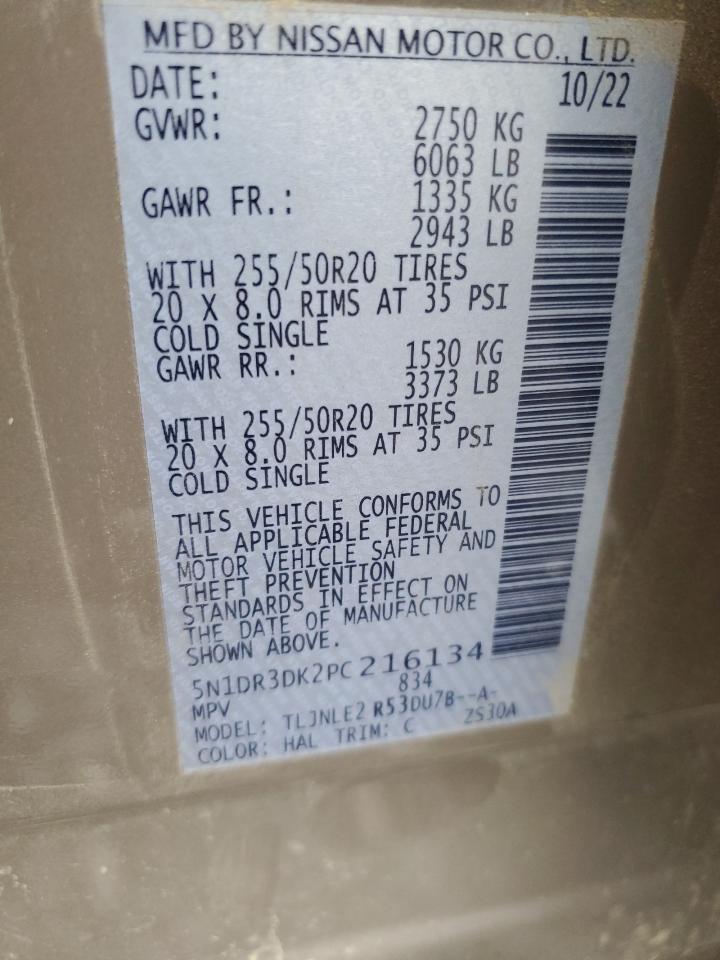 MFD BY NISSAN MOTOR CO., LTD.
DATE: 10/22
GVWR: 2750 KG
6063 LB
GAWR FR.: 1335 KG
2943 LB
WITH 255/50R20 TIRES
20 X 8.0 RIMS AT 35 PSI
COLD SINGLE
GAWR RR.: 1530 KG
3373 LB
WITH 255/50R20 TIRES
20 X 8.0 RIMS AT 35 PSI
COLD SINGLE
THIS VEHICLE CONFORMS TO
ALL APPLICABLE FEDERAL
MOTOR VEHICLE SAFETY AND
THEFT PREVENTION
STANDARDS IN EFFECT ON
THE DATE OF MANUFACTURE
SHOWN ABOVE.
5N1DR3DK2PC216134
MPV 834
MODEL: TLJNLE2 R53DU7B--A-
COLOR: HAL TRIM: C ZS30A